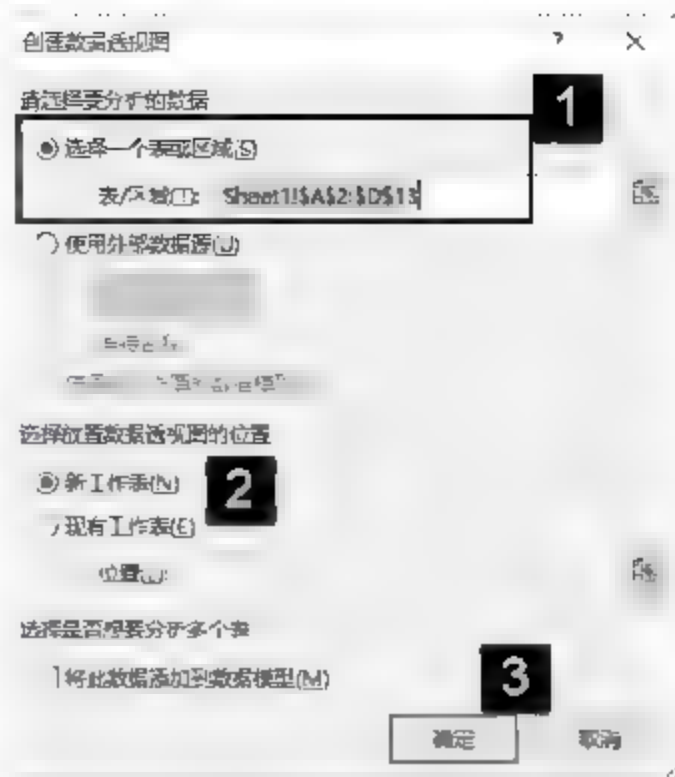 创建数据透视图 ? ×
请选择要分析的数据
1
选择一个表或区域(S)
表/区域(T): Sheet1!$A$2:$D$13
使用外部数据源(U)
选择放置数据透视图的位置
新工作表(N)
2
现有工作表(E)
位置(L):
选择是否想要分析多个表
将此数据添加到数据模型(M)
3
确定 取消